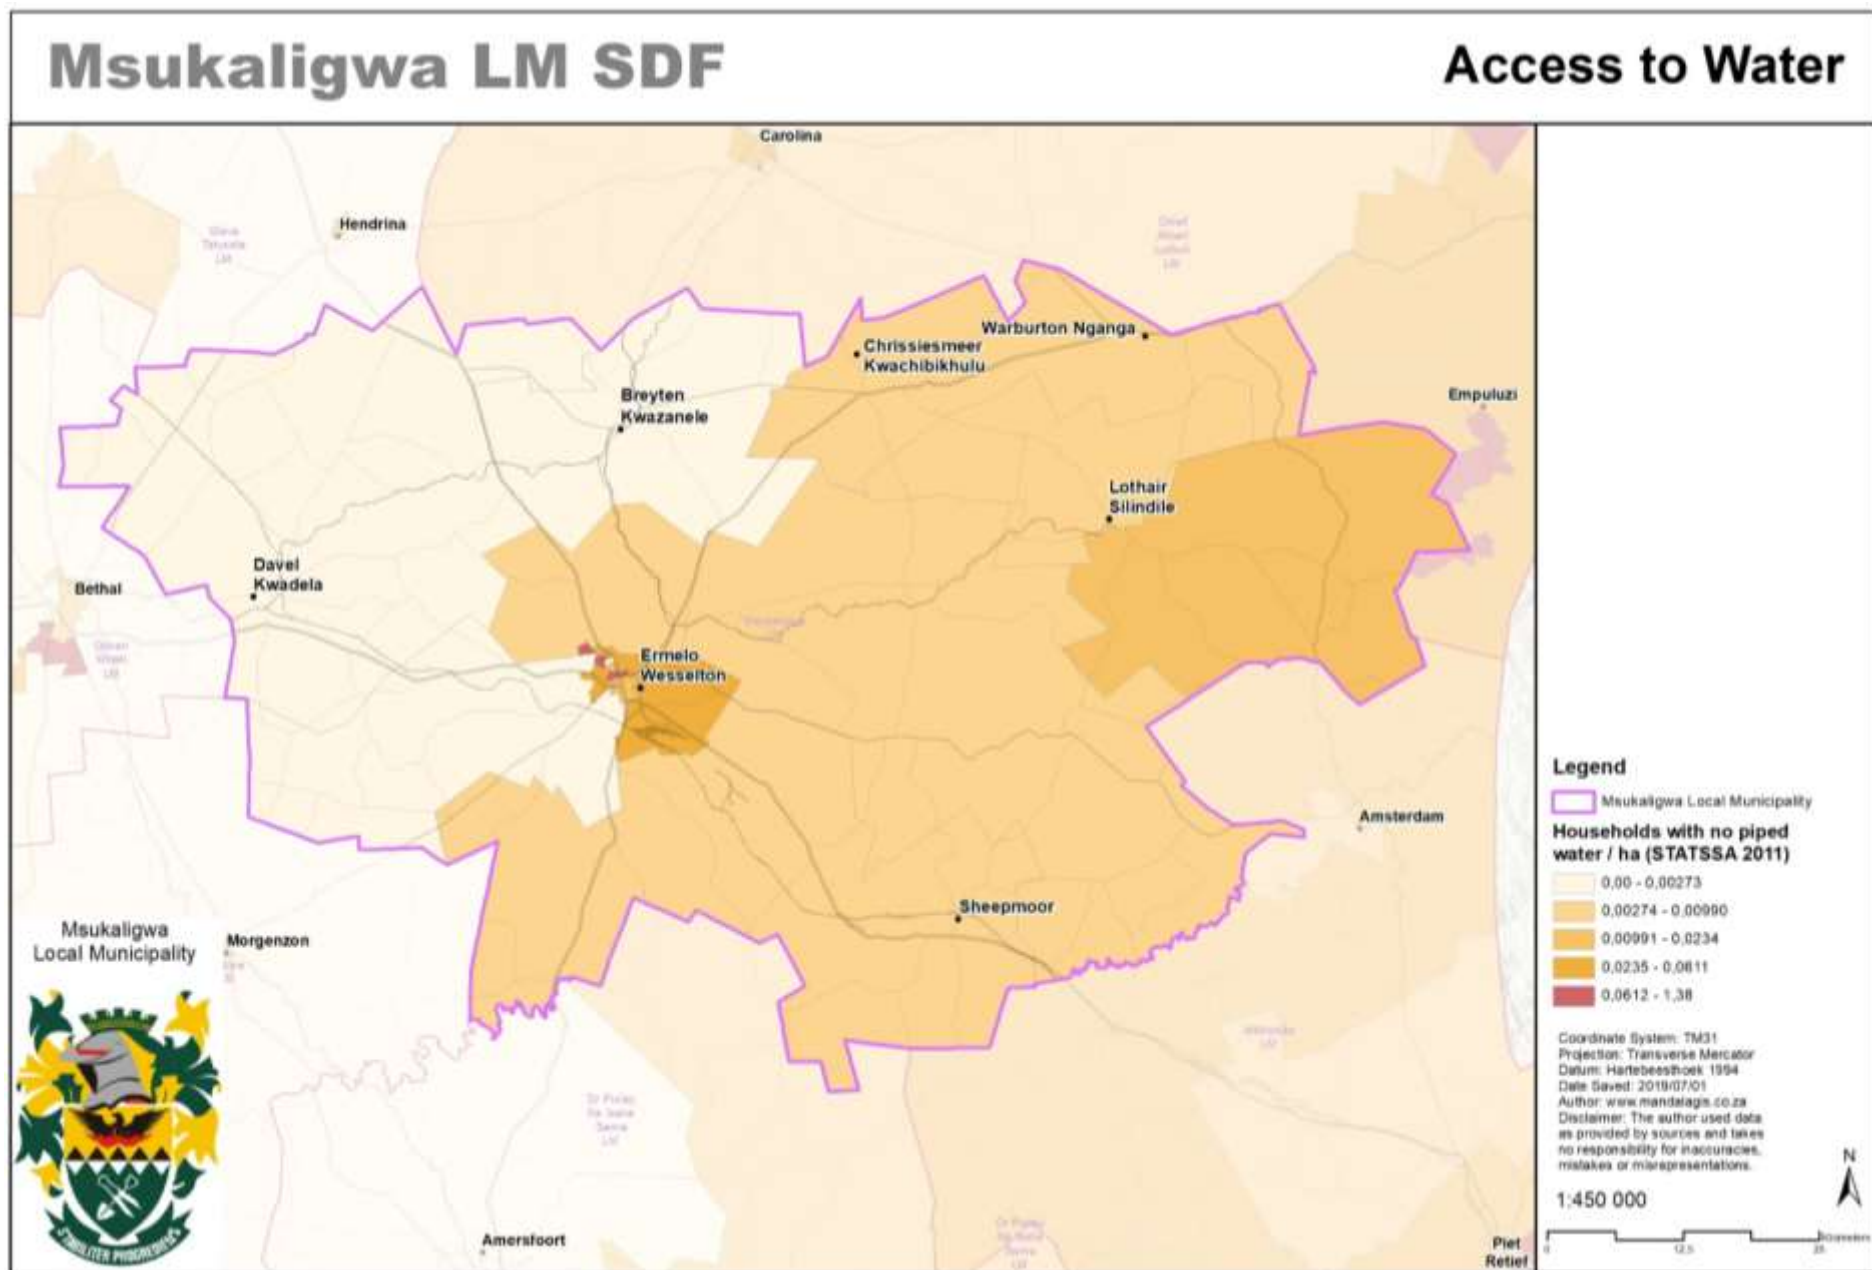 Msukaligwa LM SDF
Access to Water
Carolina
Hendrina
Warburton Nganga
Chrissiesmeer
Kwachibikhulu
Breyten
Kwazanele
Empuluzi
Lothair
Silindile
Davel
Kwadela
Bethal
Ermelo
Wesselton
Amsterdam
Sheepmoor
Morgenzon
Amersfoort
Piet
Retief
Msukaligwa
Local Municipality
Legend
Msukaligwa Local Municipality
Households with no piped
water / ha (STATSSA 2011)
0,00 - 0,00273
0,00274 - 0,00990
0,00991 - 0,0234
0,0235 - 0,0611
0,0612 - 1,38
Coordinate System: TM31
Projection: Transverse Mercator
Datum: Hartebeesthoek 1994
Date Saved: 2019/07/01
Author: www.mandalagis.co.za
Disclaimer: The author used data
as provided by sources and takes
no responsibility for inaccuracies,
mistakes or misrepresentations.
N
1:450 000
0 12,5 25 Kilometers